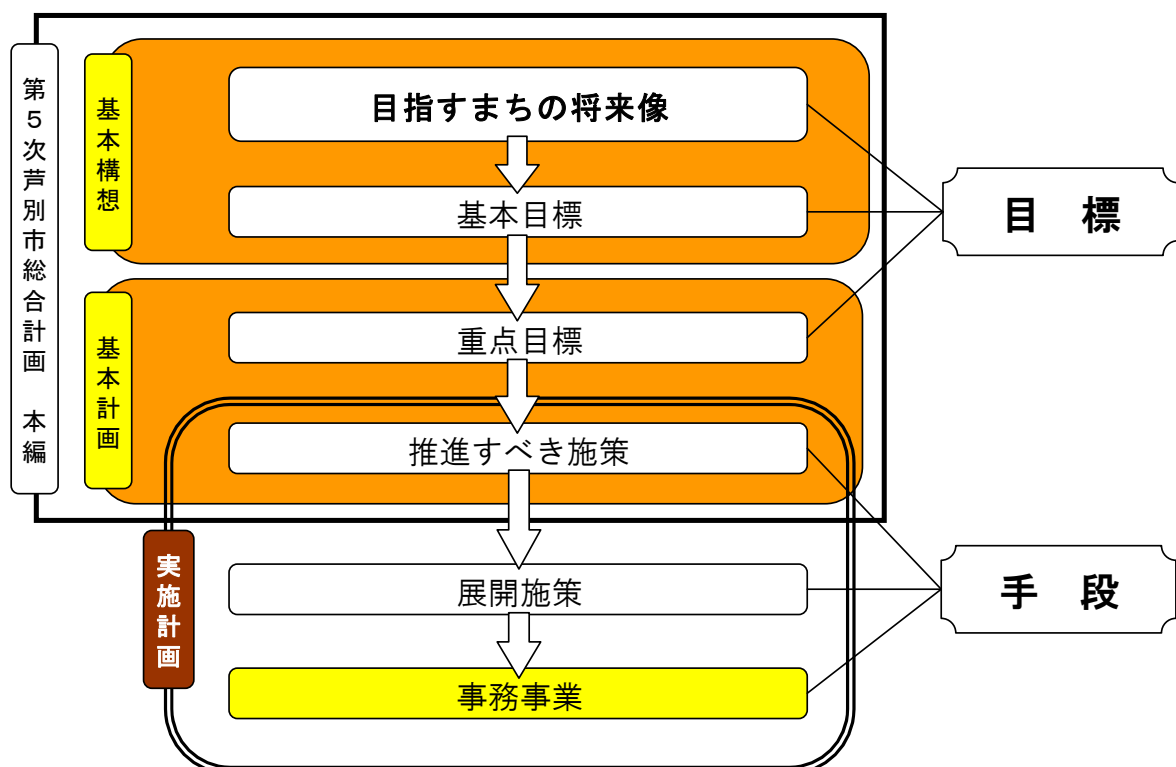 第５次芦別市総合計画　本編
基本構想
目指すまちの将来像
基本目標
目　標
基本計画
重点目標
推進すべき施策
実施計画
展開施策
手　段
事務事業